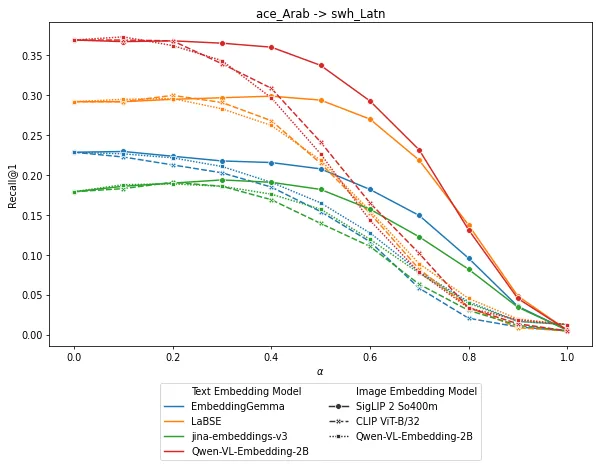 ace_Arab -> swh_Latn
Recall@1
0.35
0.30
0.25
0.20
0.15
0.10
0.05
0.00
0.0 0.2 0.4 0.6 0.8 1.0
α
Text Embedding Model
EmbeddingGemma
LaBSE
jina-embeddings-v3
Qwen-VL-Embedding-2B
Image Embedding Model
SigLIP 2 So400m
CLIP ViT-B/32
Qwen-VL-Embedding-2B